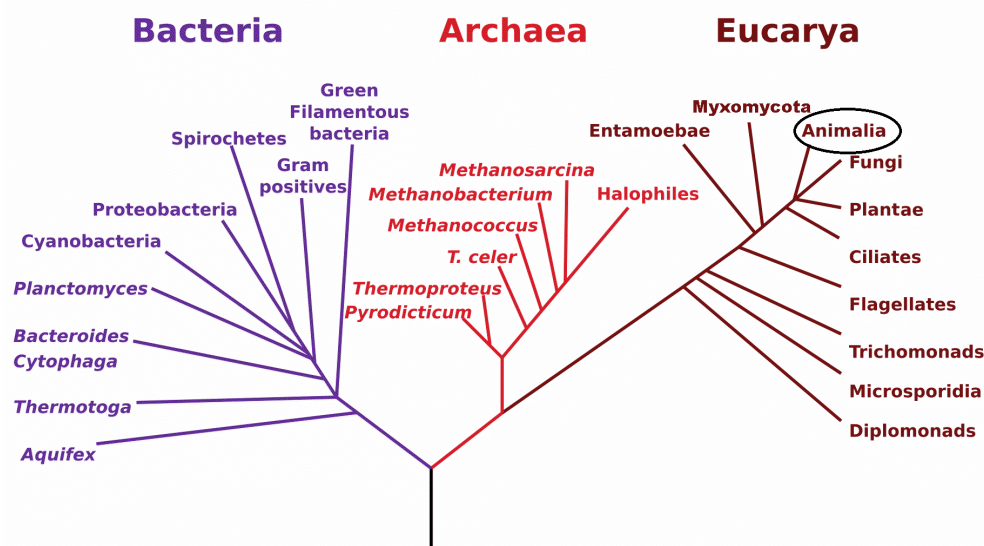 Bacteria
Archaea
Eucarya
Green
Filamentous
bacteria
Spirochetes
Gram
positives
Proteobacteria
Cyanobacteria
Planctomyces
Bacteroides
Cytophaga
Thermotoga
Aquifex
Methanosarcina
Methanobacterium
Halophiles
Methanococcus
T. celer
Thermoproteus
Pyrodicticum
Myxomycota
Entamoebae
Animalia
Fungi
Plantae
Ciliates
Flagellates
Trichomonads
Microsporidia
Diplomonads